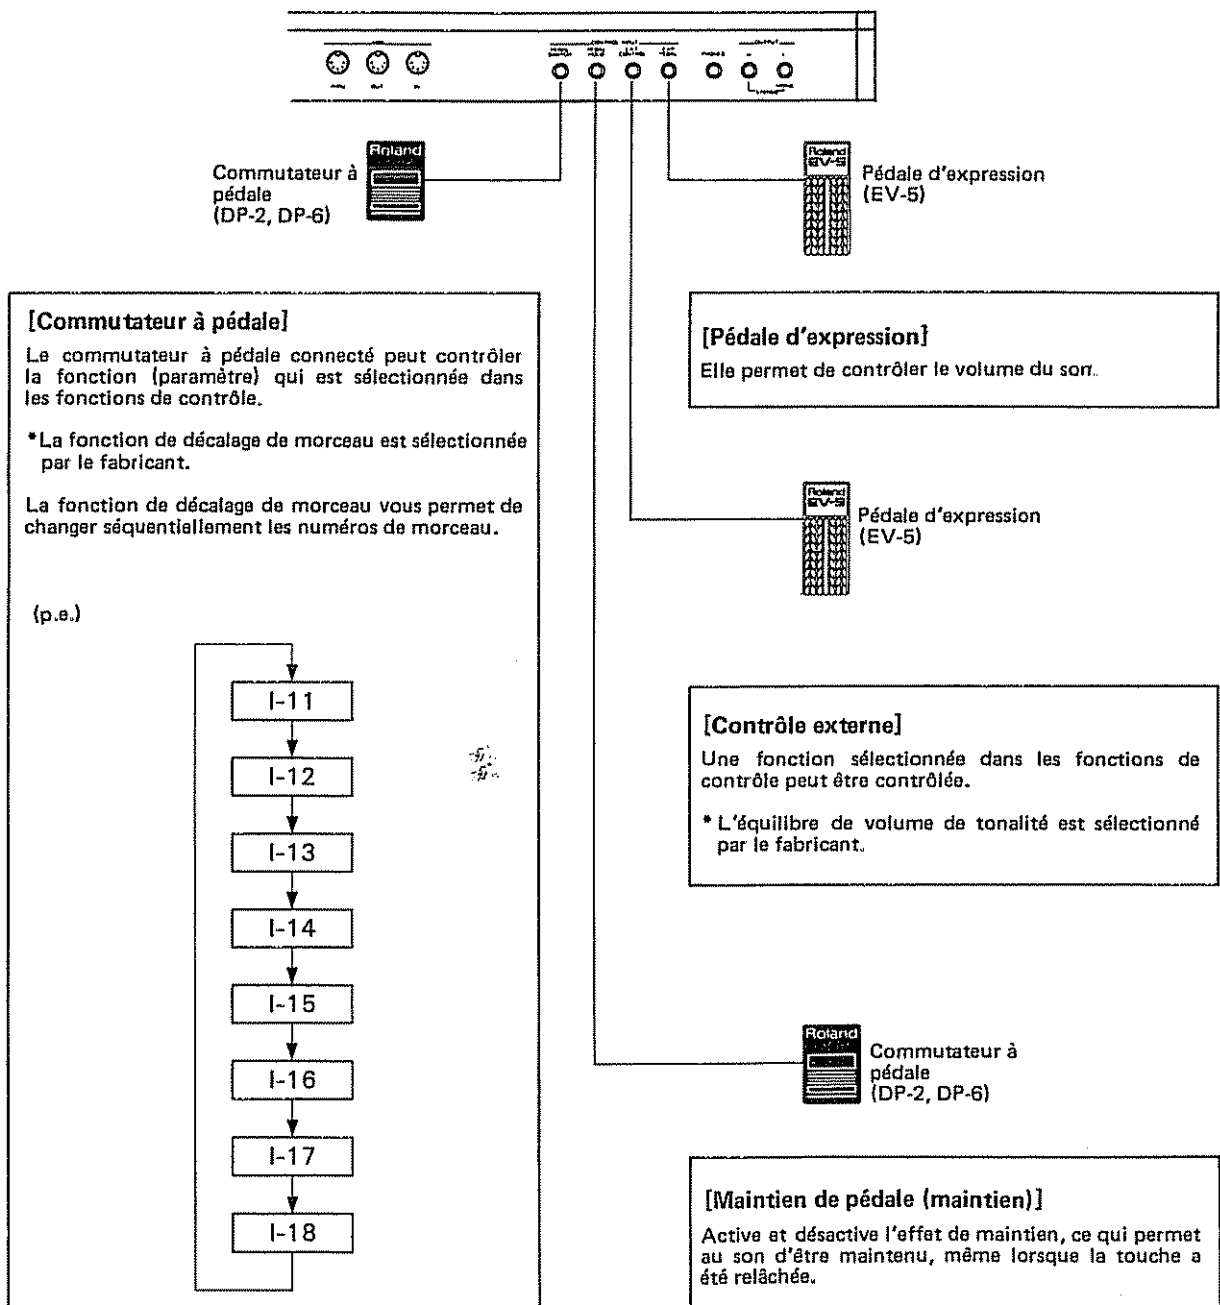 CONTROL INPUT
OUTPUT
PHONES
Roland
Commutateur à
pédale
(DP-2, DP-6)
Roland
EV-5
Pédale d'expression
(EV-5)
[Commutateur à pédale]
Le commutateur à pédale connecté peut contrôler
la fonction (paramètre) qui est sélectionnée dans
les fonctions de contrôle.
*La fonction de décalage de morceau est sélectionnée
par le fabricant.
La fonction de décalage de morceau vous permet de
changer séquentiellement les numéros de morceau.
(p.e.)
I-11
I-12
I-13
I-14
I-15
I-16
I-17
I-18
[Pédale d'expression]
Elle permet de contrôler le volume du son.
Roland
EV-5
Pédale d'expression
(EV-5)
[Contrôle externe]
Une fonction sélectionnée dans les fonctions de
contrôle peut être contrôlée.
* L'équilibre de volume de tonalité est sélectionné
par le fabricant.
Roland
Commutateur à
pédale
(DP-2, DP-6)
[Maintien de pédale (maintien)]
Active et désactive l'effet de maintien, ce qui permet
au son d'être maintenu, même lorsque la touche a
été relâchée.